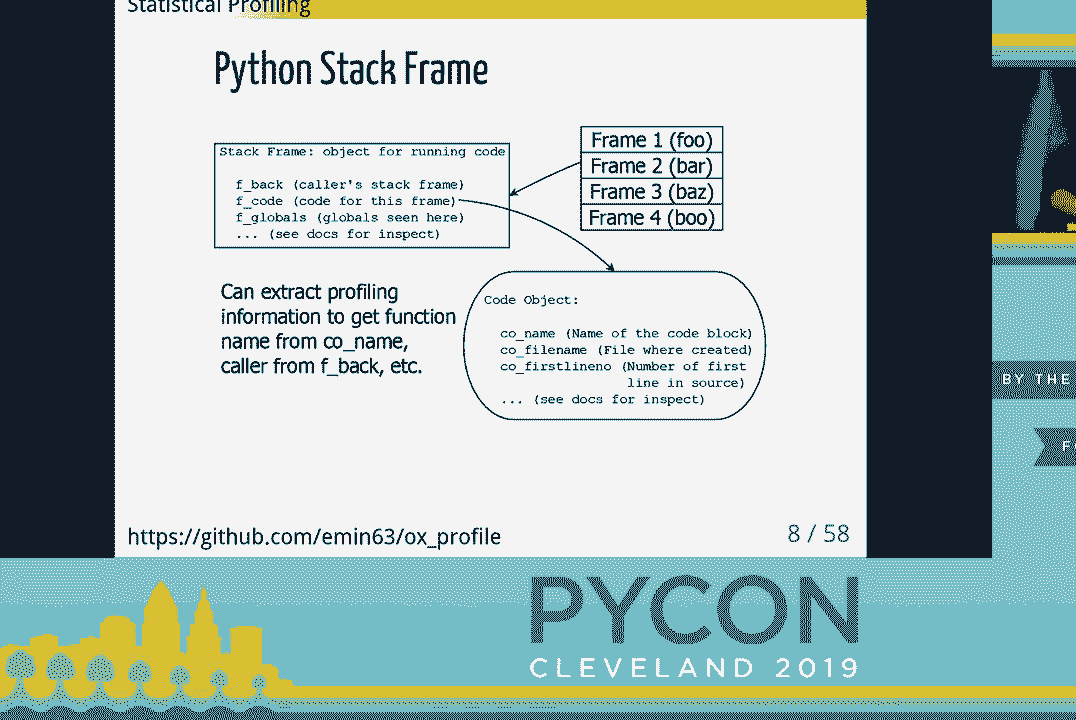 Statistical Profiling
Python Stack Frame
Stack Frame: object for running code
f_back (caller's stack frame)
f_code (code for this frame)
f_globals (globals seen here)
... (see docs for inspect)
Frame 1 (foo)
Frame 2 (bar)
Frame 3 (baz)
Frame 4 (boo)
Can extract profiling
information to get function
name from co_name,
caller from f_back, etc.
Code Object:
co_name (Name of the code block)
co_filename (File where created)
co_firstlineno (Number of first
line in source)
... (see docs for inspect)
https://github.com/emin63/ox_profile
8 / 58
BY THE
PYCON
CLEVELAND 2019